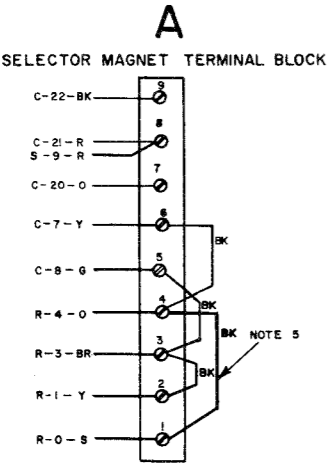 A
SELECTOR MAGNET TERMINAL BLOCK
C-22-BK 9
C-21-R 8
S-9-R
C-20-O 7
C-7-Y 6
BK
C-8-G 5
BK
R-4-O 4
BK NOTE 5
R-3-BR 3
BK
R-1-Y 2
R-0-S 1